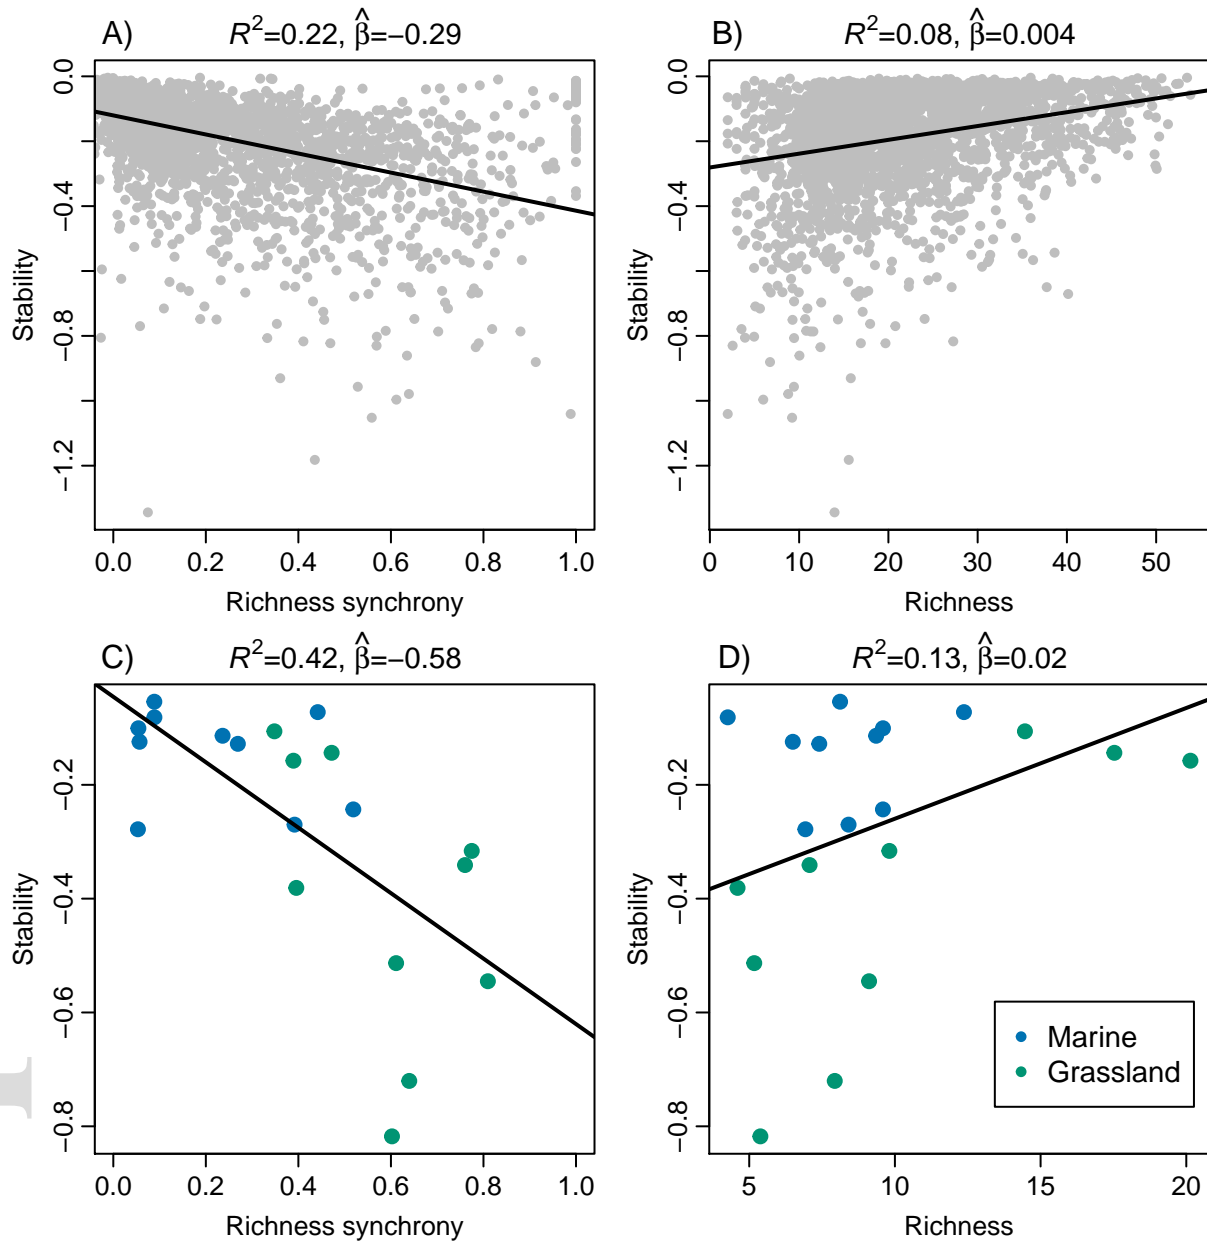 A) R²=0.22, β̂=−0.29
0.0
−0.4
−0.8
−1.2
Stability
0.0 0.2 0.4 0.6 0.8 1.0
Richness synchrony
B) R²=0.08, β̂=0.004
0.0
−0.4
−0.8
−1.2
Stability
0 10 20 30 40 50
Richness
C) R²=0.42, β̂=−0.58
−0.2
−0.4
−0.6
−0.8
Stability
0.0 0.2 0.4 0.6 0.8 1.0
Richness synchrony
D) R²=0.13, β̂=0.02
−0.2
−0.4
−0.6
−0.8
Stability
Marine
Grassland
5 10 15 20
Richness